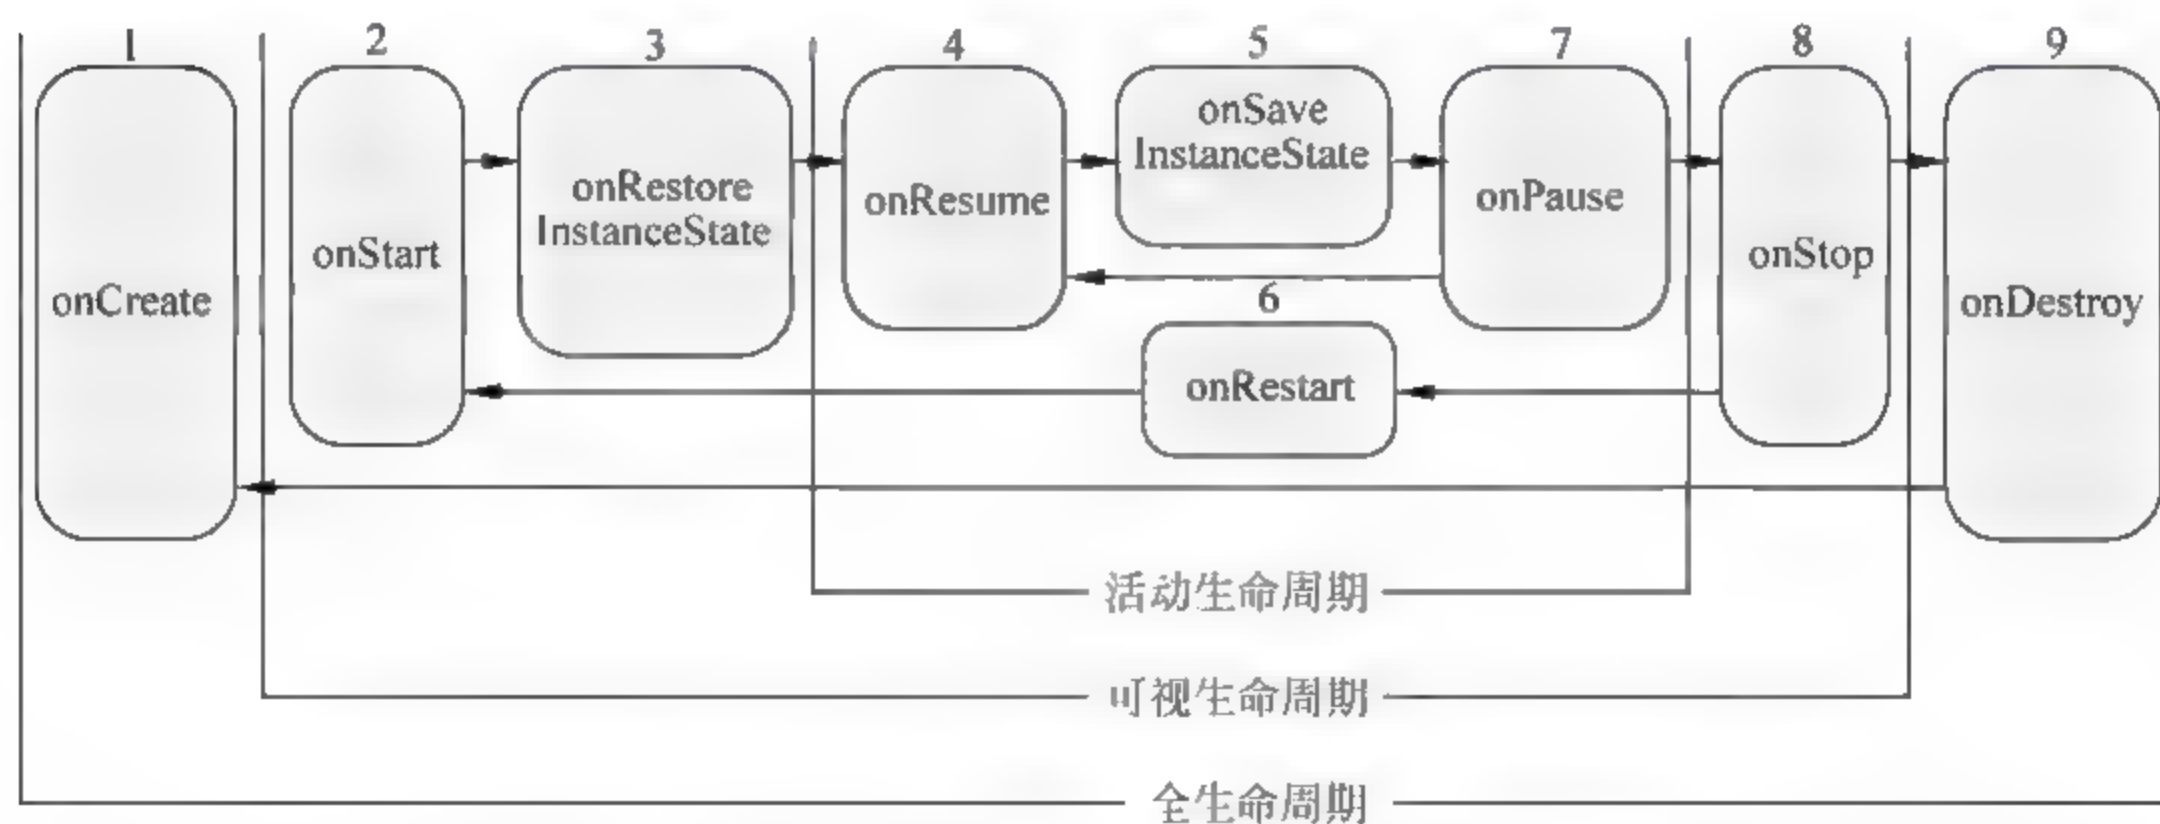 1
2
3
4
5
7
8
9
onCreate
onStart
onRestore
InstanceState
onResume
onSave
InstanceState
onPause
onStop
onDestroy
6
onRestart
活动生命周期
可视生命周期
全生命周期